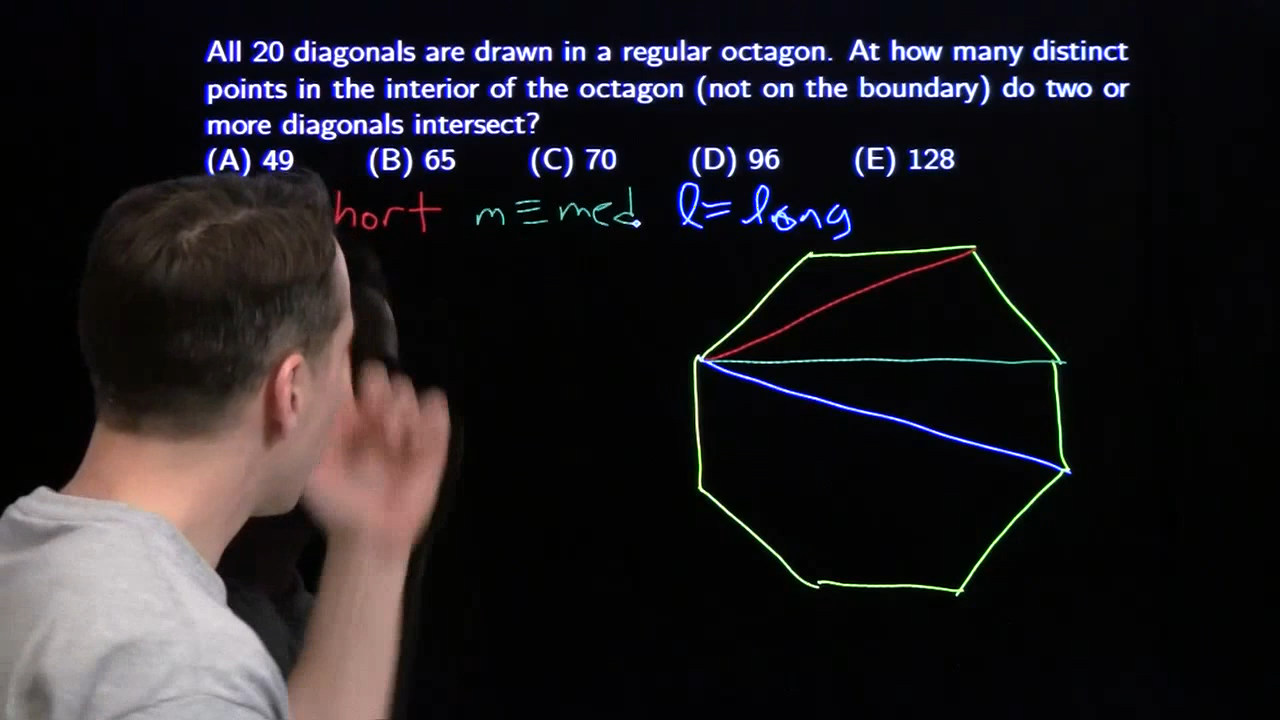 All 20 diagonals are drawn in a regular octagon. At how many distinct
points in the interior of the octagon (not on the boundary) do two or
more diagonals intersect?
(A) 49 (B) 65 (C) 70 (D) 96 (E) 128
hort m ≡ med. l = long